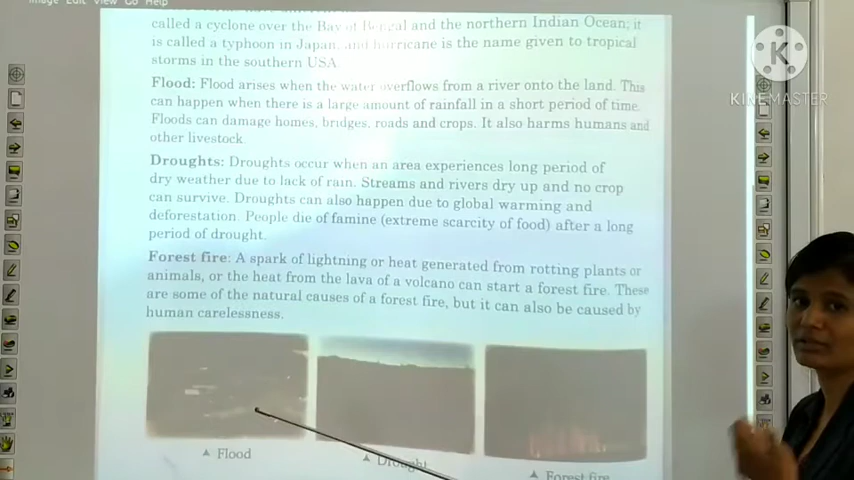 Image Edit View Go Help
called a cyclone over the Bay of Bengal and the northern Indian Ocean; it
is called a typhoon in Japan, and hurricane is the name given to tropical
storms in the southern USA.
Flood: Flood arises when the water overflows from a river onto the land. This
can happen when there is a large amount of rainfall in a short period of time.
Floods can damage homes, bridges, roads and crops. It also harms humans and
other livestock.
Droughts: Droughts occur when an area experiences long period of
dry weather due to lack of rain. Streams and rivers dry up and no crop
can survive. Droughts can also happen due to global warming and
deforestation. People die of famine (extreme scarcity of food) after a long
period of drought.
Forest fire: A spark of lightning or heat generated from rotting plants or
animals, or the heat from the lava of a volcano can start a forest fire. These
are some of the natural causes of a forest fire, but it can also be caused by
human carelessness.
▲ Flood
▲ Drought
▲ Forest fire
K
KINEMASTER